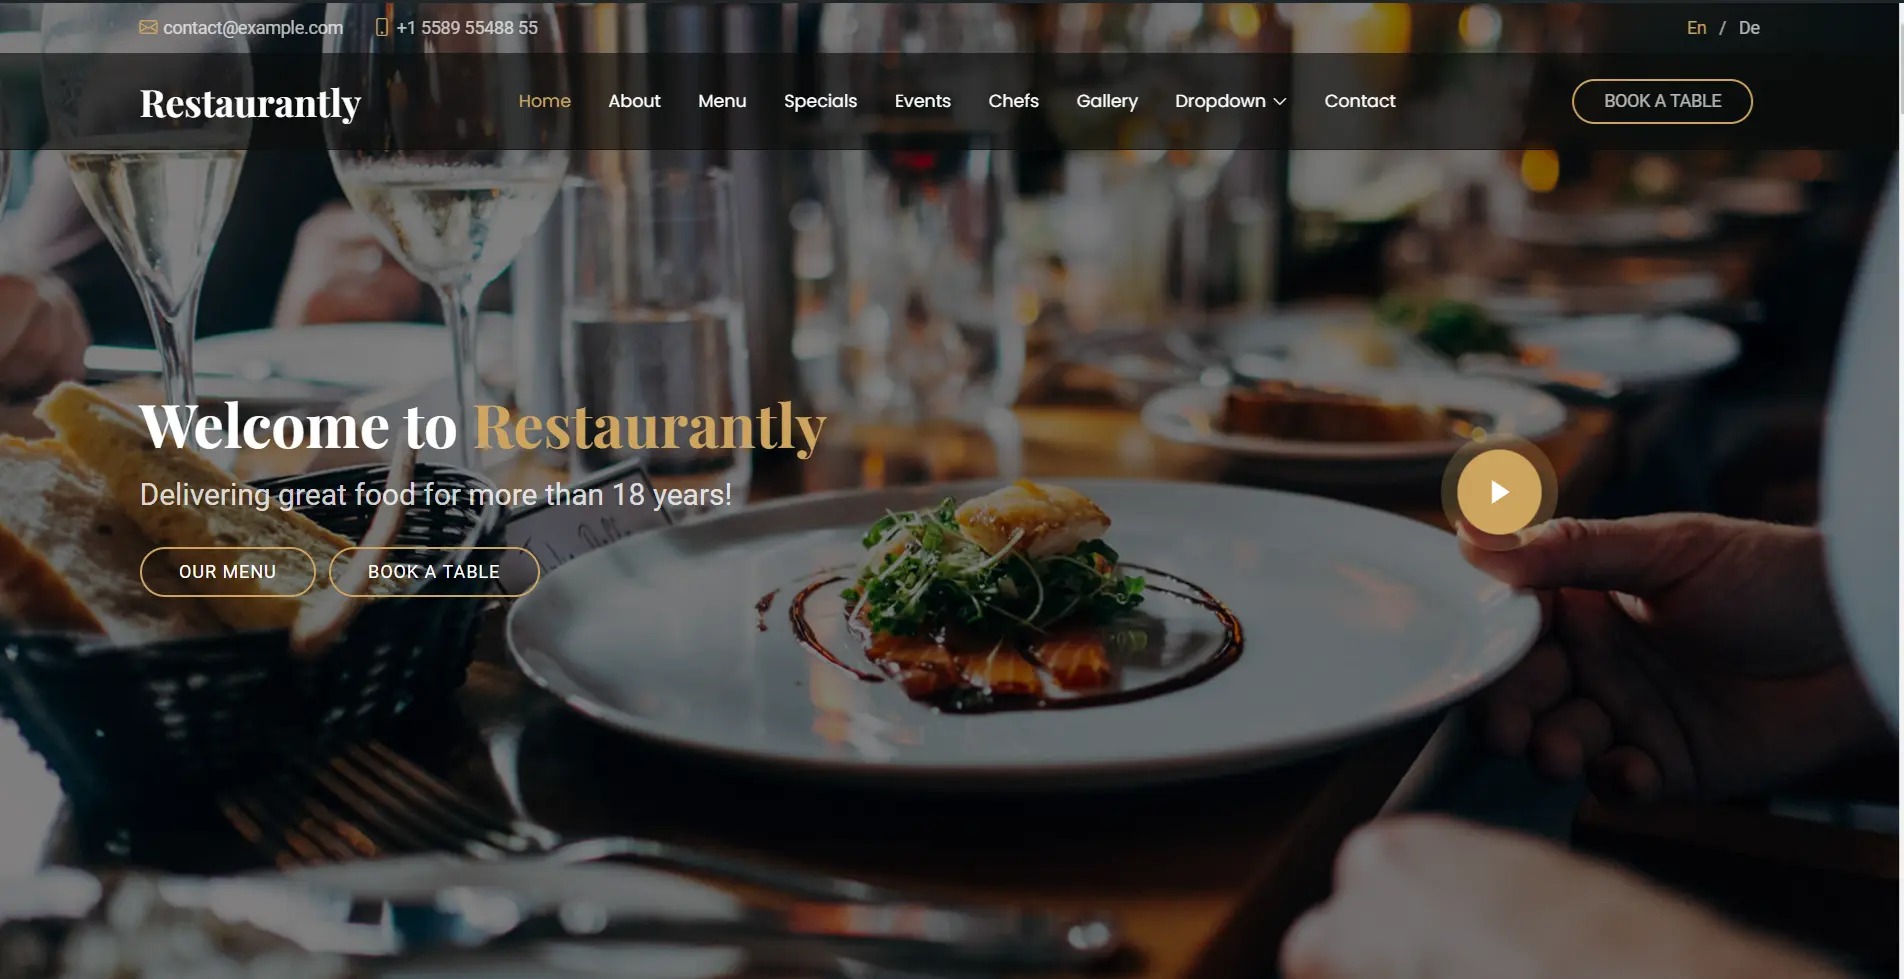 contact@example.com +1 5589 55488 55 En / De
Restaurantly Home About Menu Specials Events Chefs Gallery Dropdown Contact BOOK A TABLE
Welcome to Restaurantly
Delivering great food for more than 18 years!
OUR MENU BOOK A TABLE